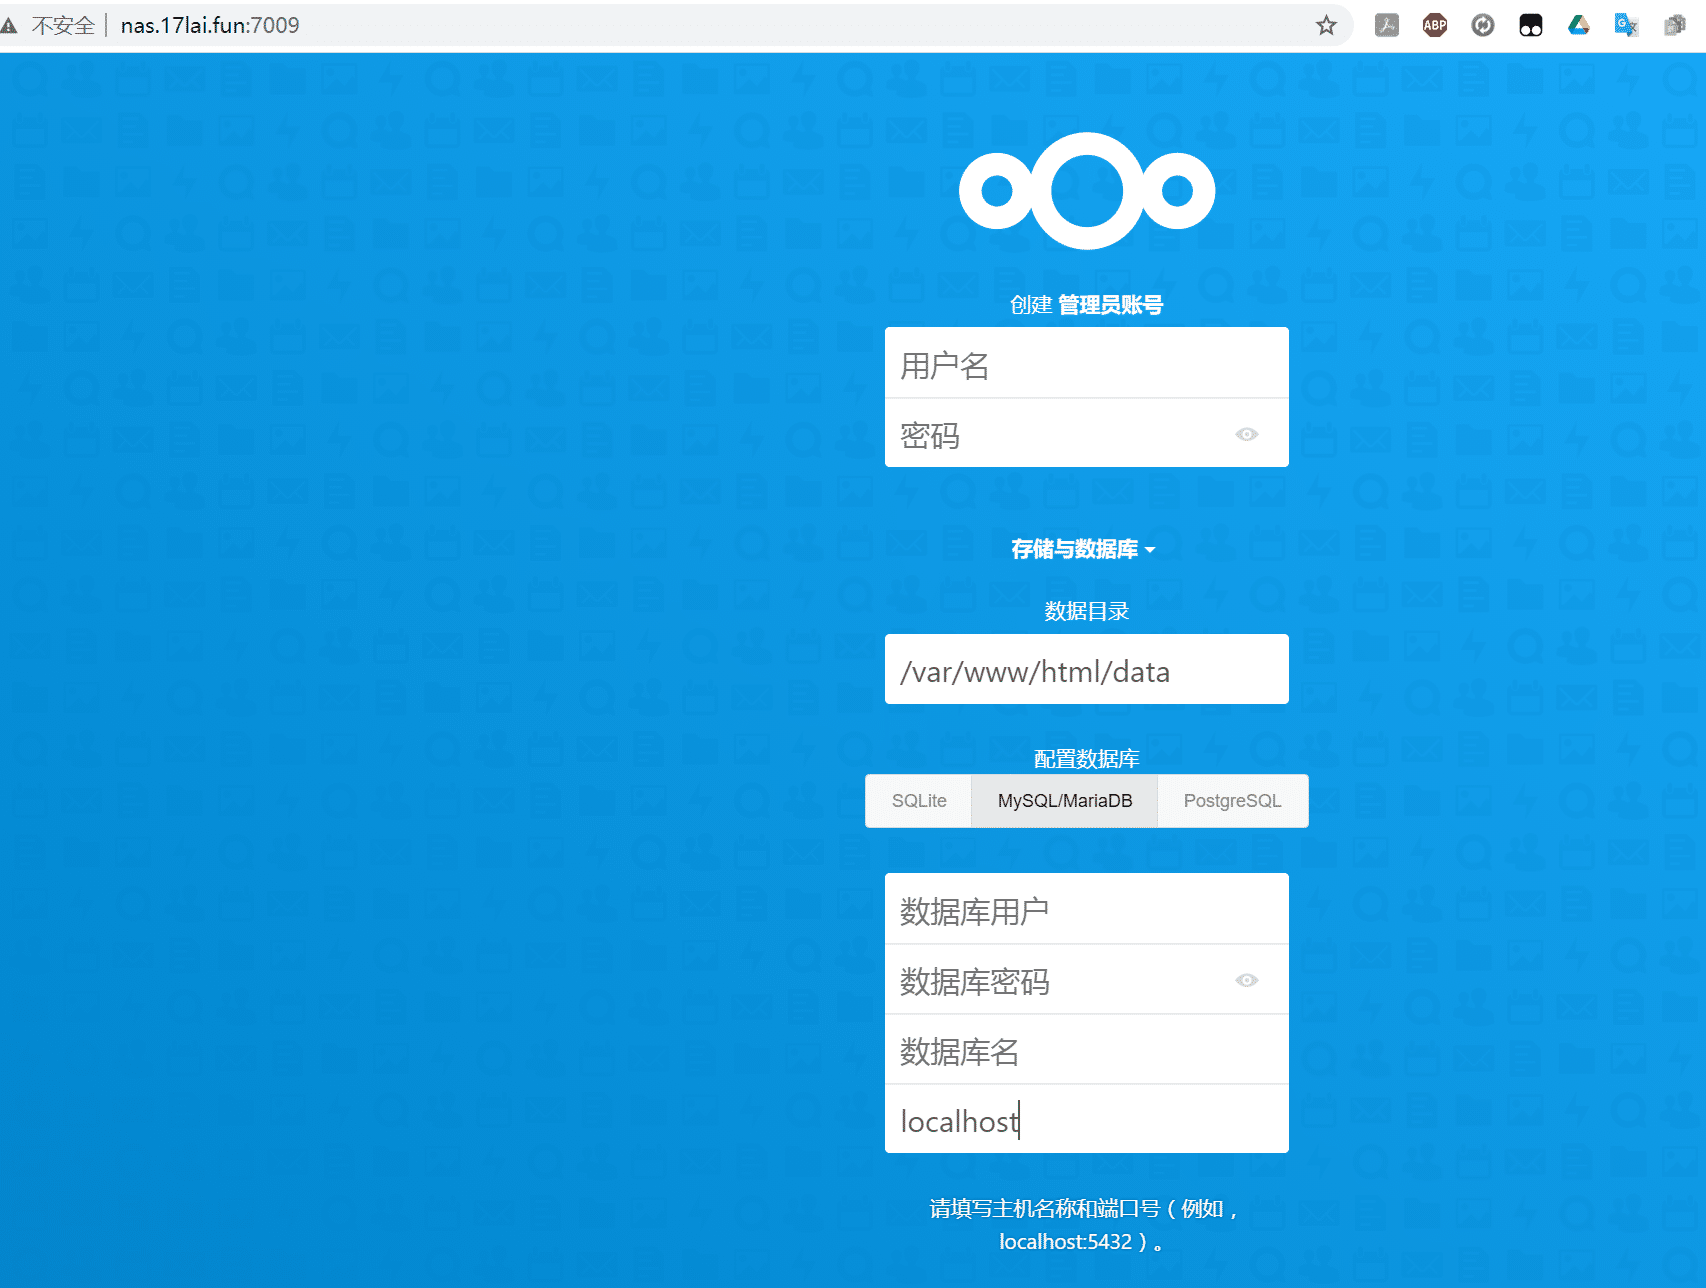 不安全 nas.17lai.fun:7009
ABP
创建 管理员账号
用户名
密码
存储与数据库
数据目录
/var/www/html/data
配置数据库
SQLite MySQL/MariaDB PostgreSQL
数据库用户
数据库密码
数据库名
localhost
请填写主机名称和端口号（例如，
localhost:5432）。